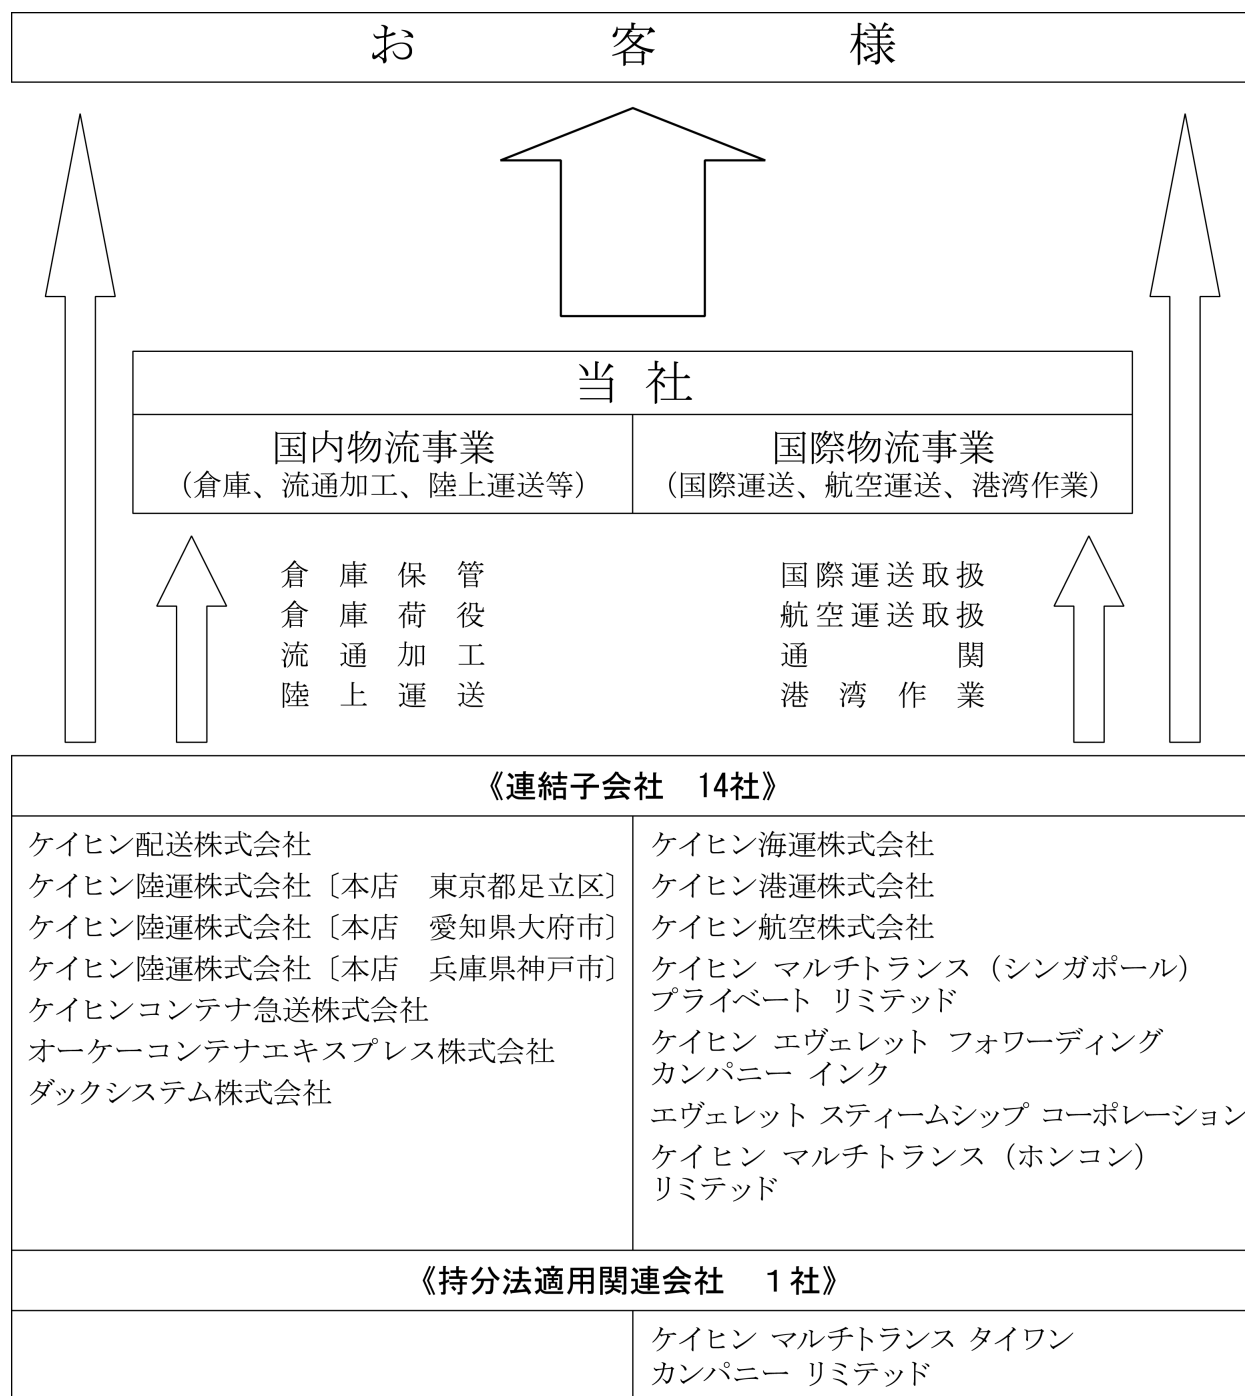 お客様
当社
国内物流事業
（倉庫、流通加工、陸上運送等）
国際物流事業
（国際運送、航空運送、港湾作業）
倉庫保管
倉庫荷役
流通加工
陸上運送
国際運送取扱
航空運送取扱
通関
港湾作業
《連結子会社　14社》
ケイヒン配送株式会社
ケイヒン陸運株式会社〔本店　東京都足立区〕
ケイヒン陸運株式会社〔本店　愛知県大府市〕
ケイヒン陸運株式会社〔本店　兵庫県神戸市〕
ケイヒンコンテナ急送株式会社
オーケーコンテナエキスプレス株式会社
ダックシステム株式会社
ケイヒン海運株式会社
ケイヒン港運株式会社
ケイヒン航空株式会社
ケイヒン マルチトランス（シンガポール）
プライベート リミテッド
ケイヒン エヴェレット フォワーディング
カンパニー インク
エヴェレット スティームシップ コーポレーション
ケイヒン マルチトランス（ホンコン）
リミテッド
《持分法適用関連会社　１社》
ケイヒン マルチトランス タイワン
カンパニー リミテッド